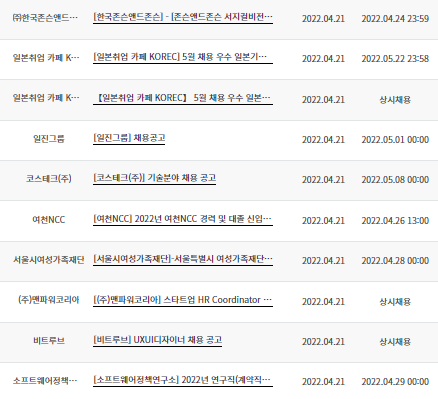 ㈜한국존슨앤드⋯ [한국존슨앤드존슨] - [존슨앤드존슨 서지컬비전⋯ 2022.04.21 2022.04.24 23:59
일본취업 카페 K⋯ [일본취업 카페 KOREC] 5월 채용 우수 일본기⋯ 2022.04.21 2022.05.22 23:58
일본취업 카페 K⋯ 【일본취업 카페 KOREC】 5월 채용 우수 일본⋯ 2022.04.21 상시채용
일진그룹 [일진그룹] 채용공고 2022.04.21 2022.05.01 00:00
코스테크(주) [코스테크(주)] 기술분야 채용 공고 2022.04.21 2022.05.08 00:00
여천NCC [여천NCC] 2022년 여천NCC 경력 및 대졸 신입⋯ 2022.04.21 2022.04.26 13:00
서울시여성가족재단 [서울시여성가족재단]-서울특별시 여성가족재단⋯ 2022.04.21 2022.04.28 00:00
(주)맨파워코리아 [(주)맨파워코리아] 스타트업 HR Coordinator ⋯ 2022.04.21 상시채용
비트루브 [비트루브] UXUI디자이너 채용 공고 2022.04.21 상시채용
소프트웨어정책⋯ [소프트웨어정책연구소] 2022년 연구직(계약직⋯ 2022.04.21 2022.04.29 00:00